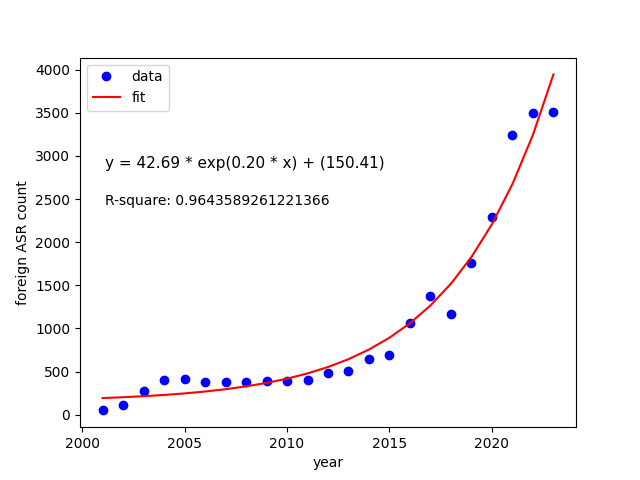 data
fit
y = 42.69 * exp(0.20 * x) + (150.41)
R-square: 0.9643589261221366
4000
3500
3000
2500
2000
1500
1000
500
0
foreign ASR count
2000 2005 2010 2015 2020
year